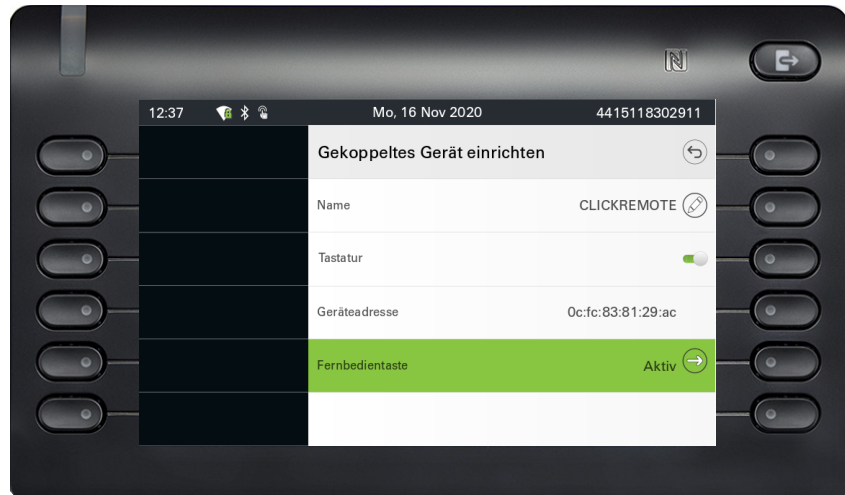 12:37 Mo, 16 Nov 2020 4415118302911
Gekoppeltes Gerät einrichten
Name CLICKREMOTE
Tastatur
Geräteadresse 0c:fc:83:81:29:ac
Fernbedientaste Aktiv